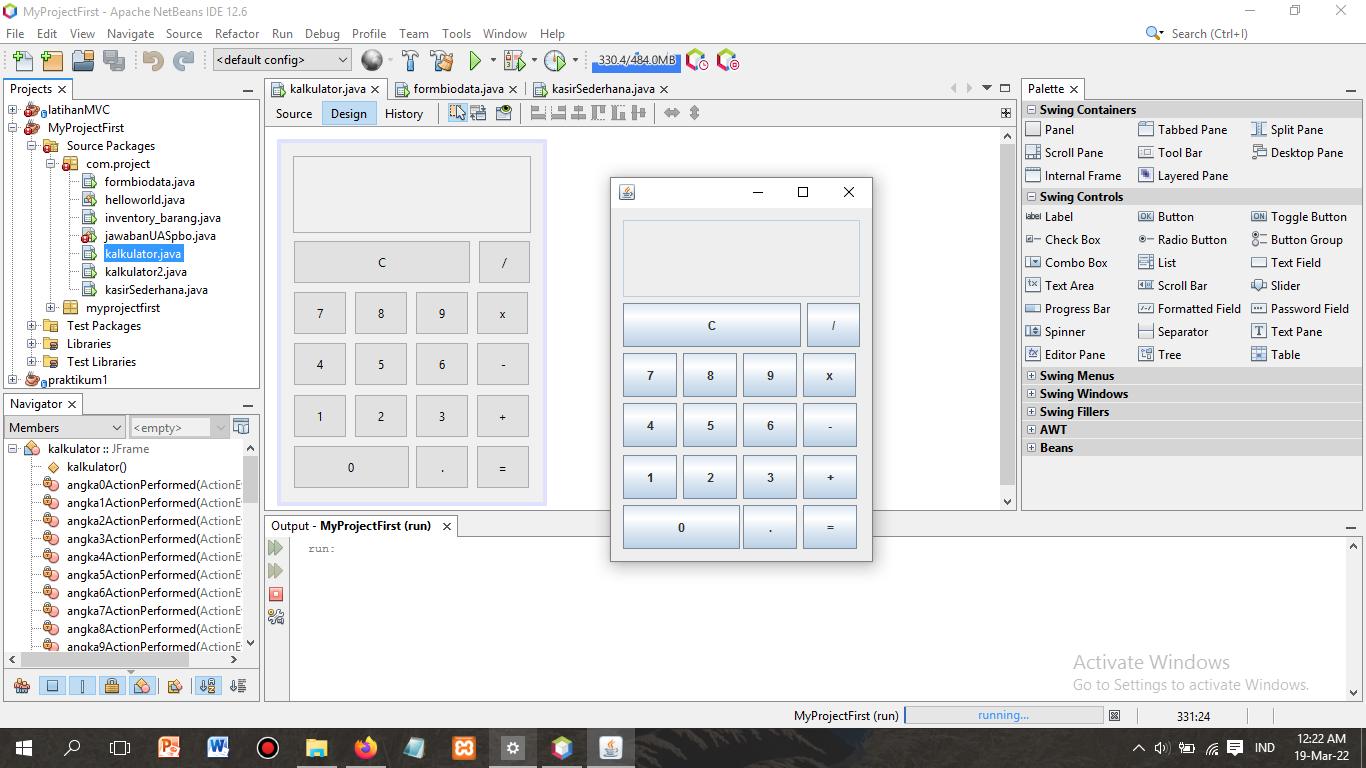 MyProjectFirst - Apache NetBeans IDE 12.6
File Edit View Navigate Source Refactor Run Debug Profile Team Tools Window Help
Search (Ctrl+I)
<default config>
330.4/484.0MB
Projects
latihanMVC
MyProjectFirst
Source Packages
com.project
formbiodata.java
helloworld.java
inventory_barang.java
jawabanUASpbo.java
kalkulator.java
kalkulator2.java
kasirSederhana.java
myprojectfirst
Test Packages
Libraries
Test Libraries
praktikum1
Navigator
Members
<empty>
kalkulator :: JFrame
kalkulator()
angka0ActionPerformed(ActionE
angka1ActionPerformed(ActionE
angka2ActionPerformed(ActionE
angka3ActionPerformed(ActionE
angka4ActionPerformed(ActionE
angka5ActionPerformed(ActionE
angka6ActionPerformed(ActionE
angka7ActionPerformed(ActionE
angka8ActionPerformed(ActionE
angka9ActionPerformed(ActionE
kalkulator.java formbiodata.java kasirSederhana.java
Source Design History
C /
7 8 9 x
4 5 6 -
1 2 3 +
0 . =
C /
7 8 9 x
4 5 6 -
1 2 3 +
0 . =
Output - MyProjectFirst (run)
run:
Palette
Swing Containers
Panel Tabbed Pane Split Pane
Scroll Pane Tool Bar Desktop Pane
Internal Frame Layered Pane
Swing Controls
label Label OK Button ON Toggle Button
Check Box Radio Button Button Group
Combo Box List Text Field
Text Area Scroll Bar Slider
Progress Bar Formatted Field Password Field
Spinner Separator Text Pane
Editor Pane Tree Table
Swing Menus
Swing Windows
Swing Fillers
AWT
Beans
Activate Windows
Go to Settings to activate Windows.
MyProjectFirst (run) running... 331:24
IND
12:22 AM
19-Mar-22